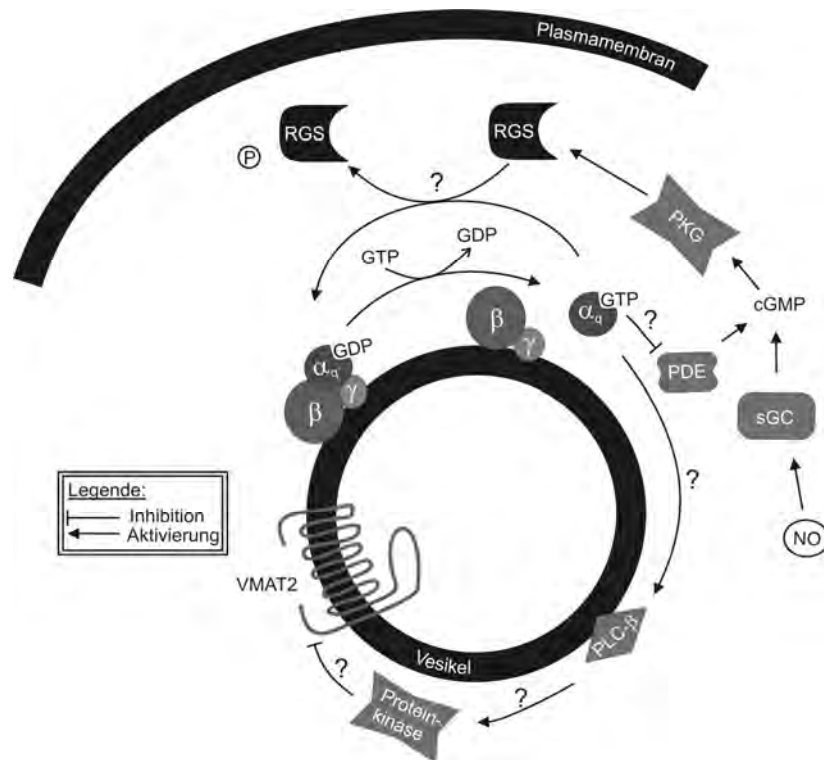 Plasmamembran
RGS
RGS
P
?
PKG
GTP
GDP
cGMP
GTP
αq
?
β
γ
GDP
αq
γ
β
PDE
sGC
?
NO
Legende:
Inhibition
Aktivierung
VMAT2
PLC-β
Vesikel
?
?
Protein-
kinase